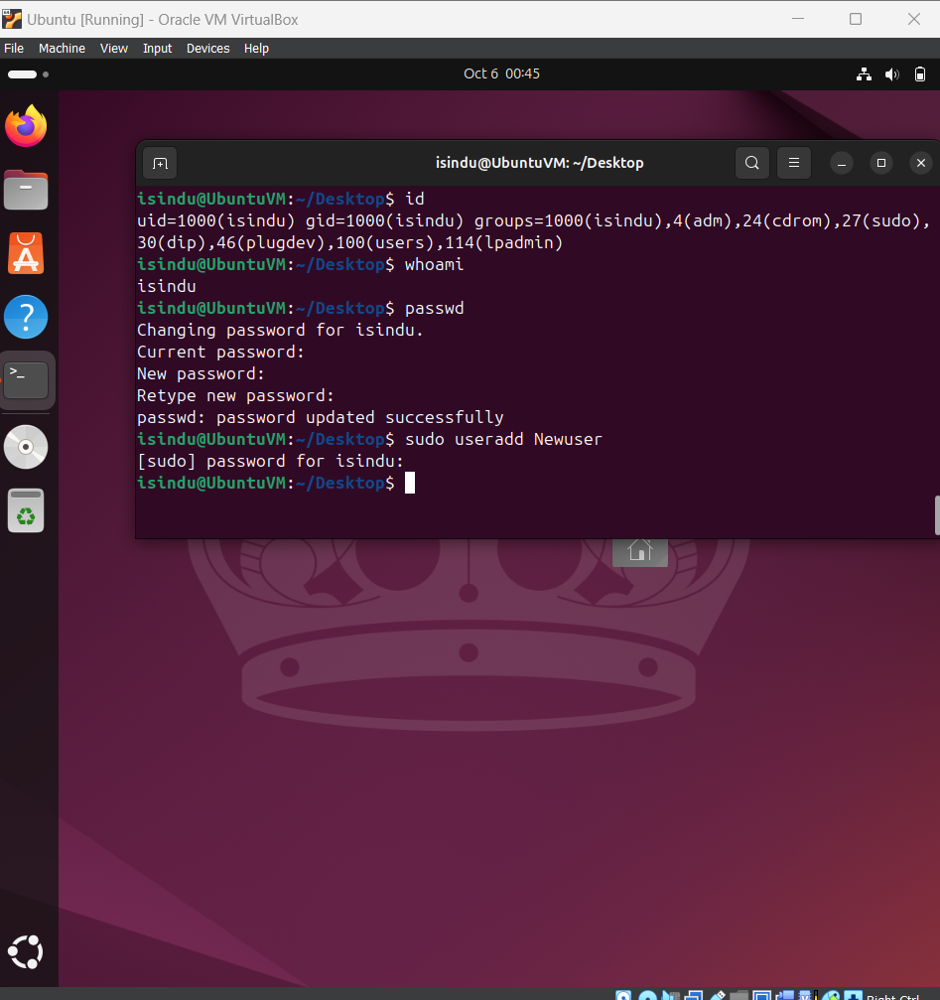 Ubuntu [Running] - Oracle VM VirtualBox
File Machine View Input Devices Help
Oct 6 00:45
isindu@UbuntuVM: ~/Desktop
isindu@UbuntuVM:~/Desktop$ id
uid=1000(isindu) gid=1000(isindu) groups=1000(isindu),4(adm),24(cdrom),27(sudo),
30(dip),46(plugdev),100(users),114(lpadmin)
isindu@UbuntuVM:~/Desktop$ whoami
isindu
isindu@UbuntuVM:~/Desktop$ passwd
Changing password for isindu.
Current password:
New password:
Retype new password:
passwd: password updated successfully
isindu@UbuntuVM:~/Desktop$ sudo useradd Newuser
[sudo] password for isindu:
isindu@UbuntuVM:~/Desktop$
Right Ctrl